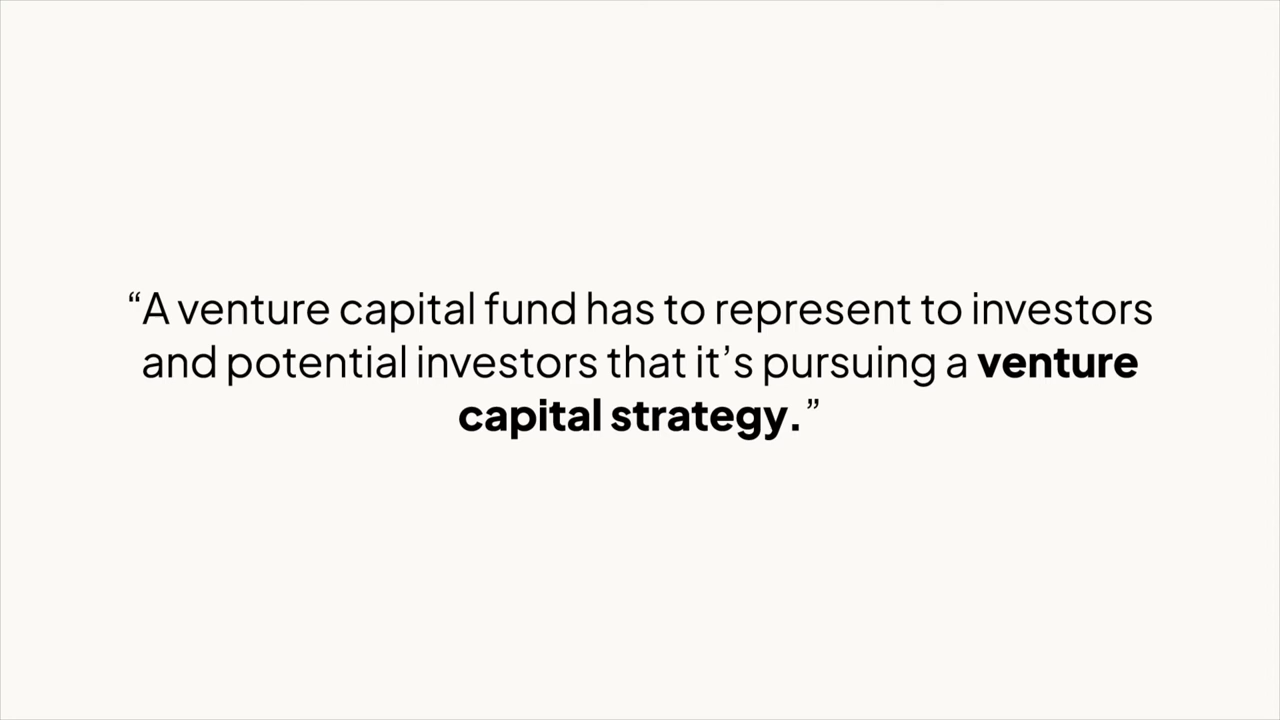 “A venture capital fund has to represent to investors
and potential investors that it’s pursuing a venture
capital strategy.”